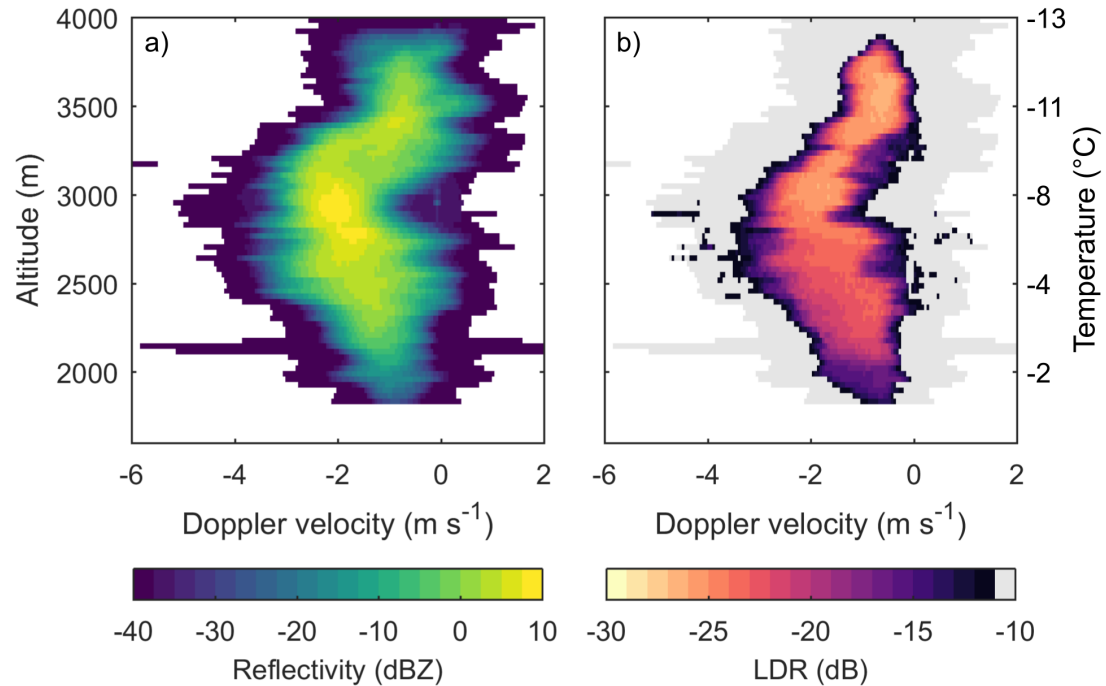 a)
b)
4000
3500
3000
2500
2000
Altitude (m)
-13
-11
-8
-4
-2
Temperature (°C)
-6 -4 -2 0 2
-6 -4 -2 0 2
Doppler velocity (m s-1)
Doppler velocity (m s-1)
-40 -30 -20 -10 0 10
Reflectivity (dBZ)
-30 -25 -20 -15 -10
LDR (dB)